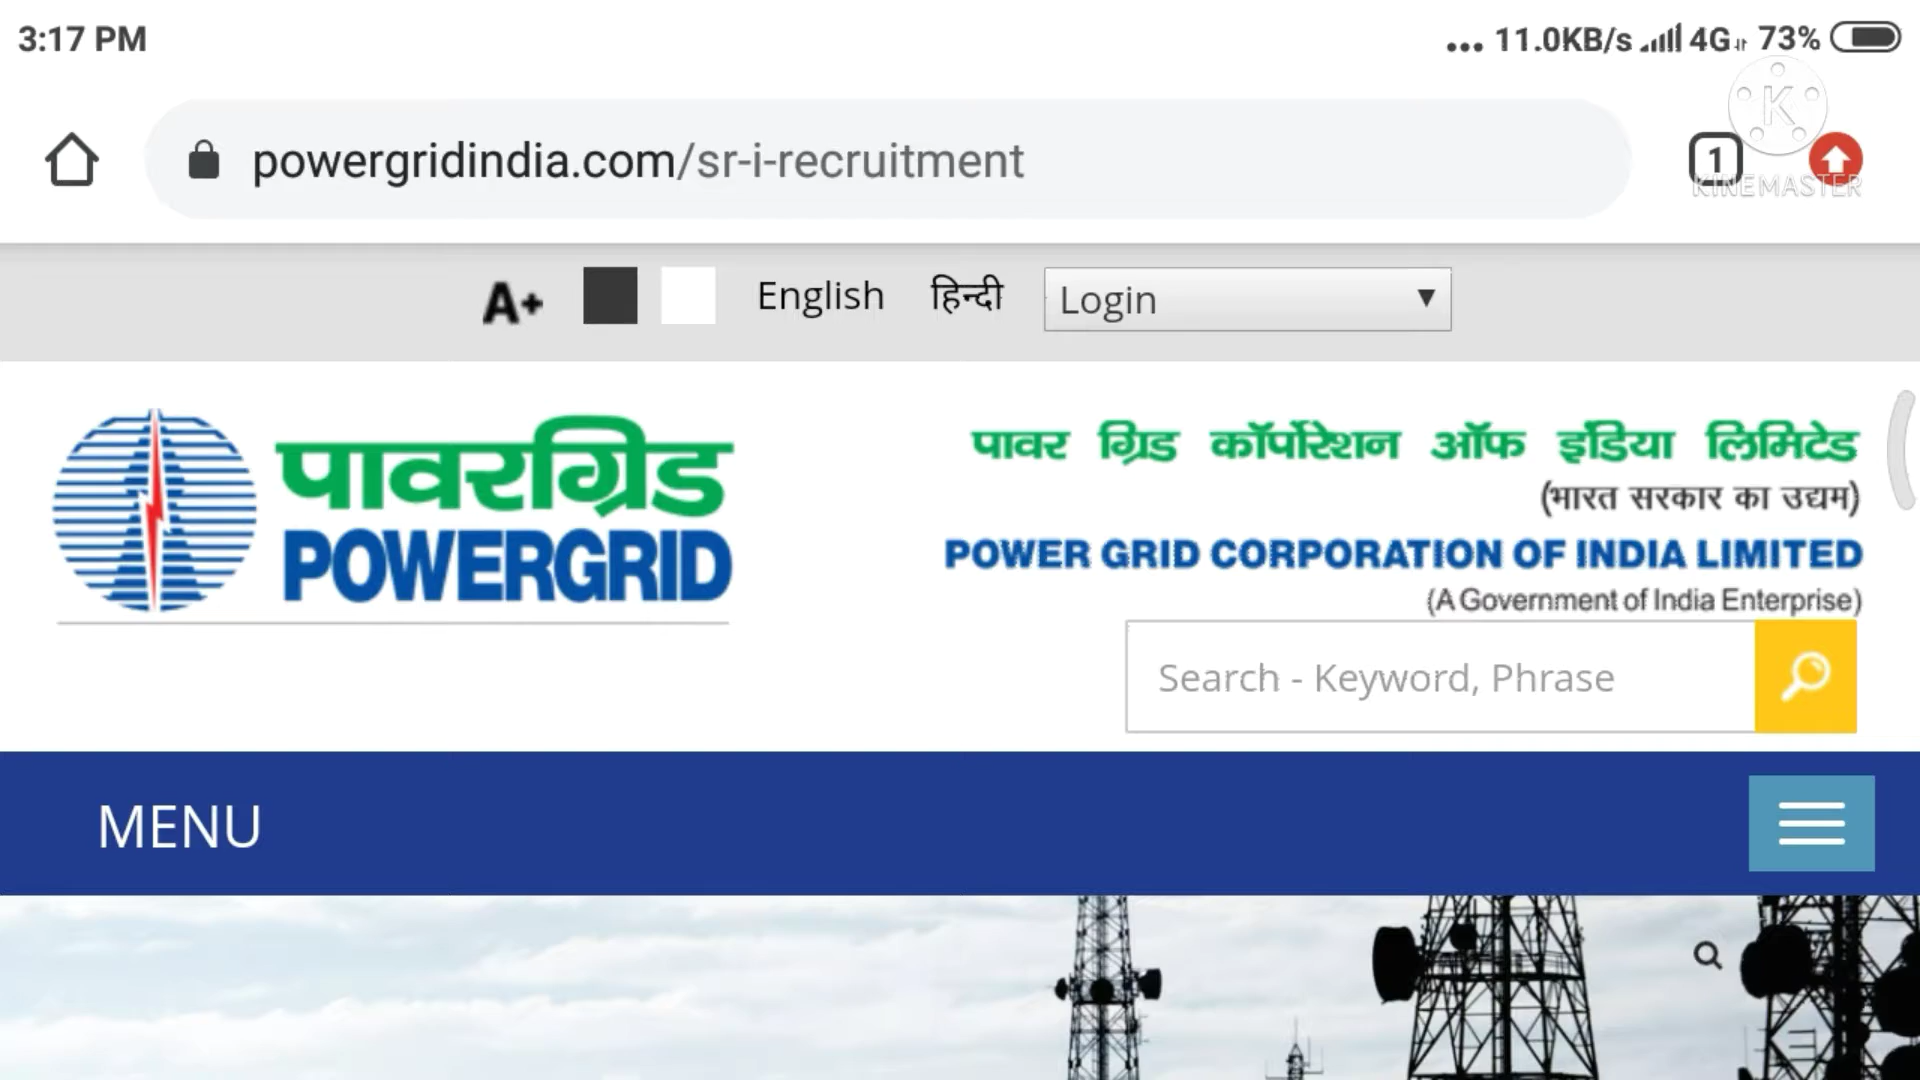 3:17 PM
... 11.0KB/s 4G 73%
powergridindia.com/sr-i-recruitment
1
K
KINEMASTER
A+ English हिन्दी Login
पावरग्रिड
POWERGRID
पावर ग्रिड कॉर्पोरेशन ऑफ इंडिया लिमिटेड
(भारत सरकार का उद्यम)
POWER GRID CORPORATION OF INDIA LIMITED
(A Government of India Enterprise)
Search - Keyword, Phrase
MENU